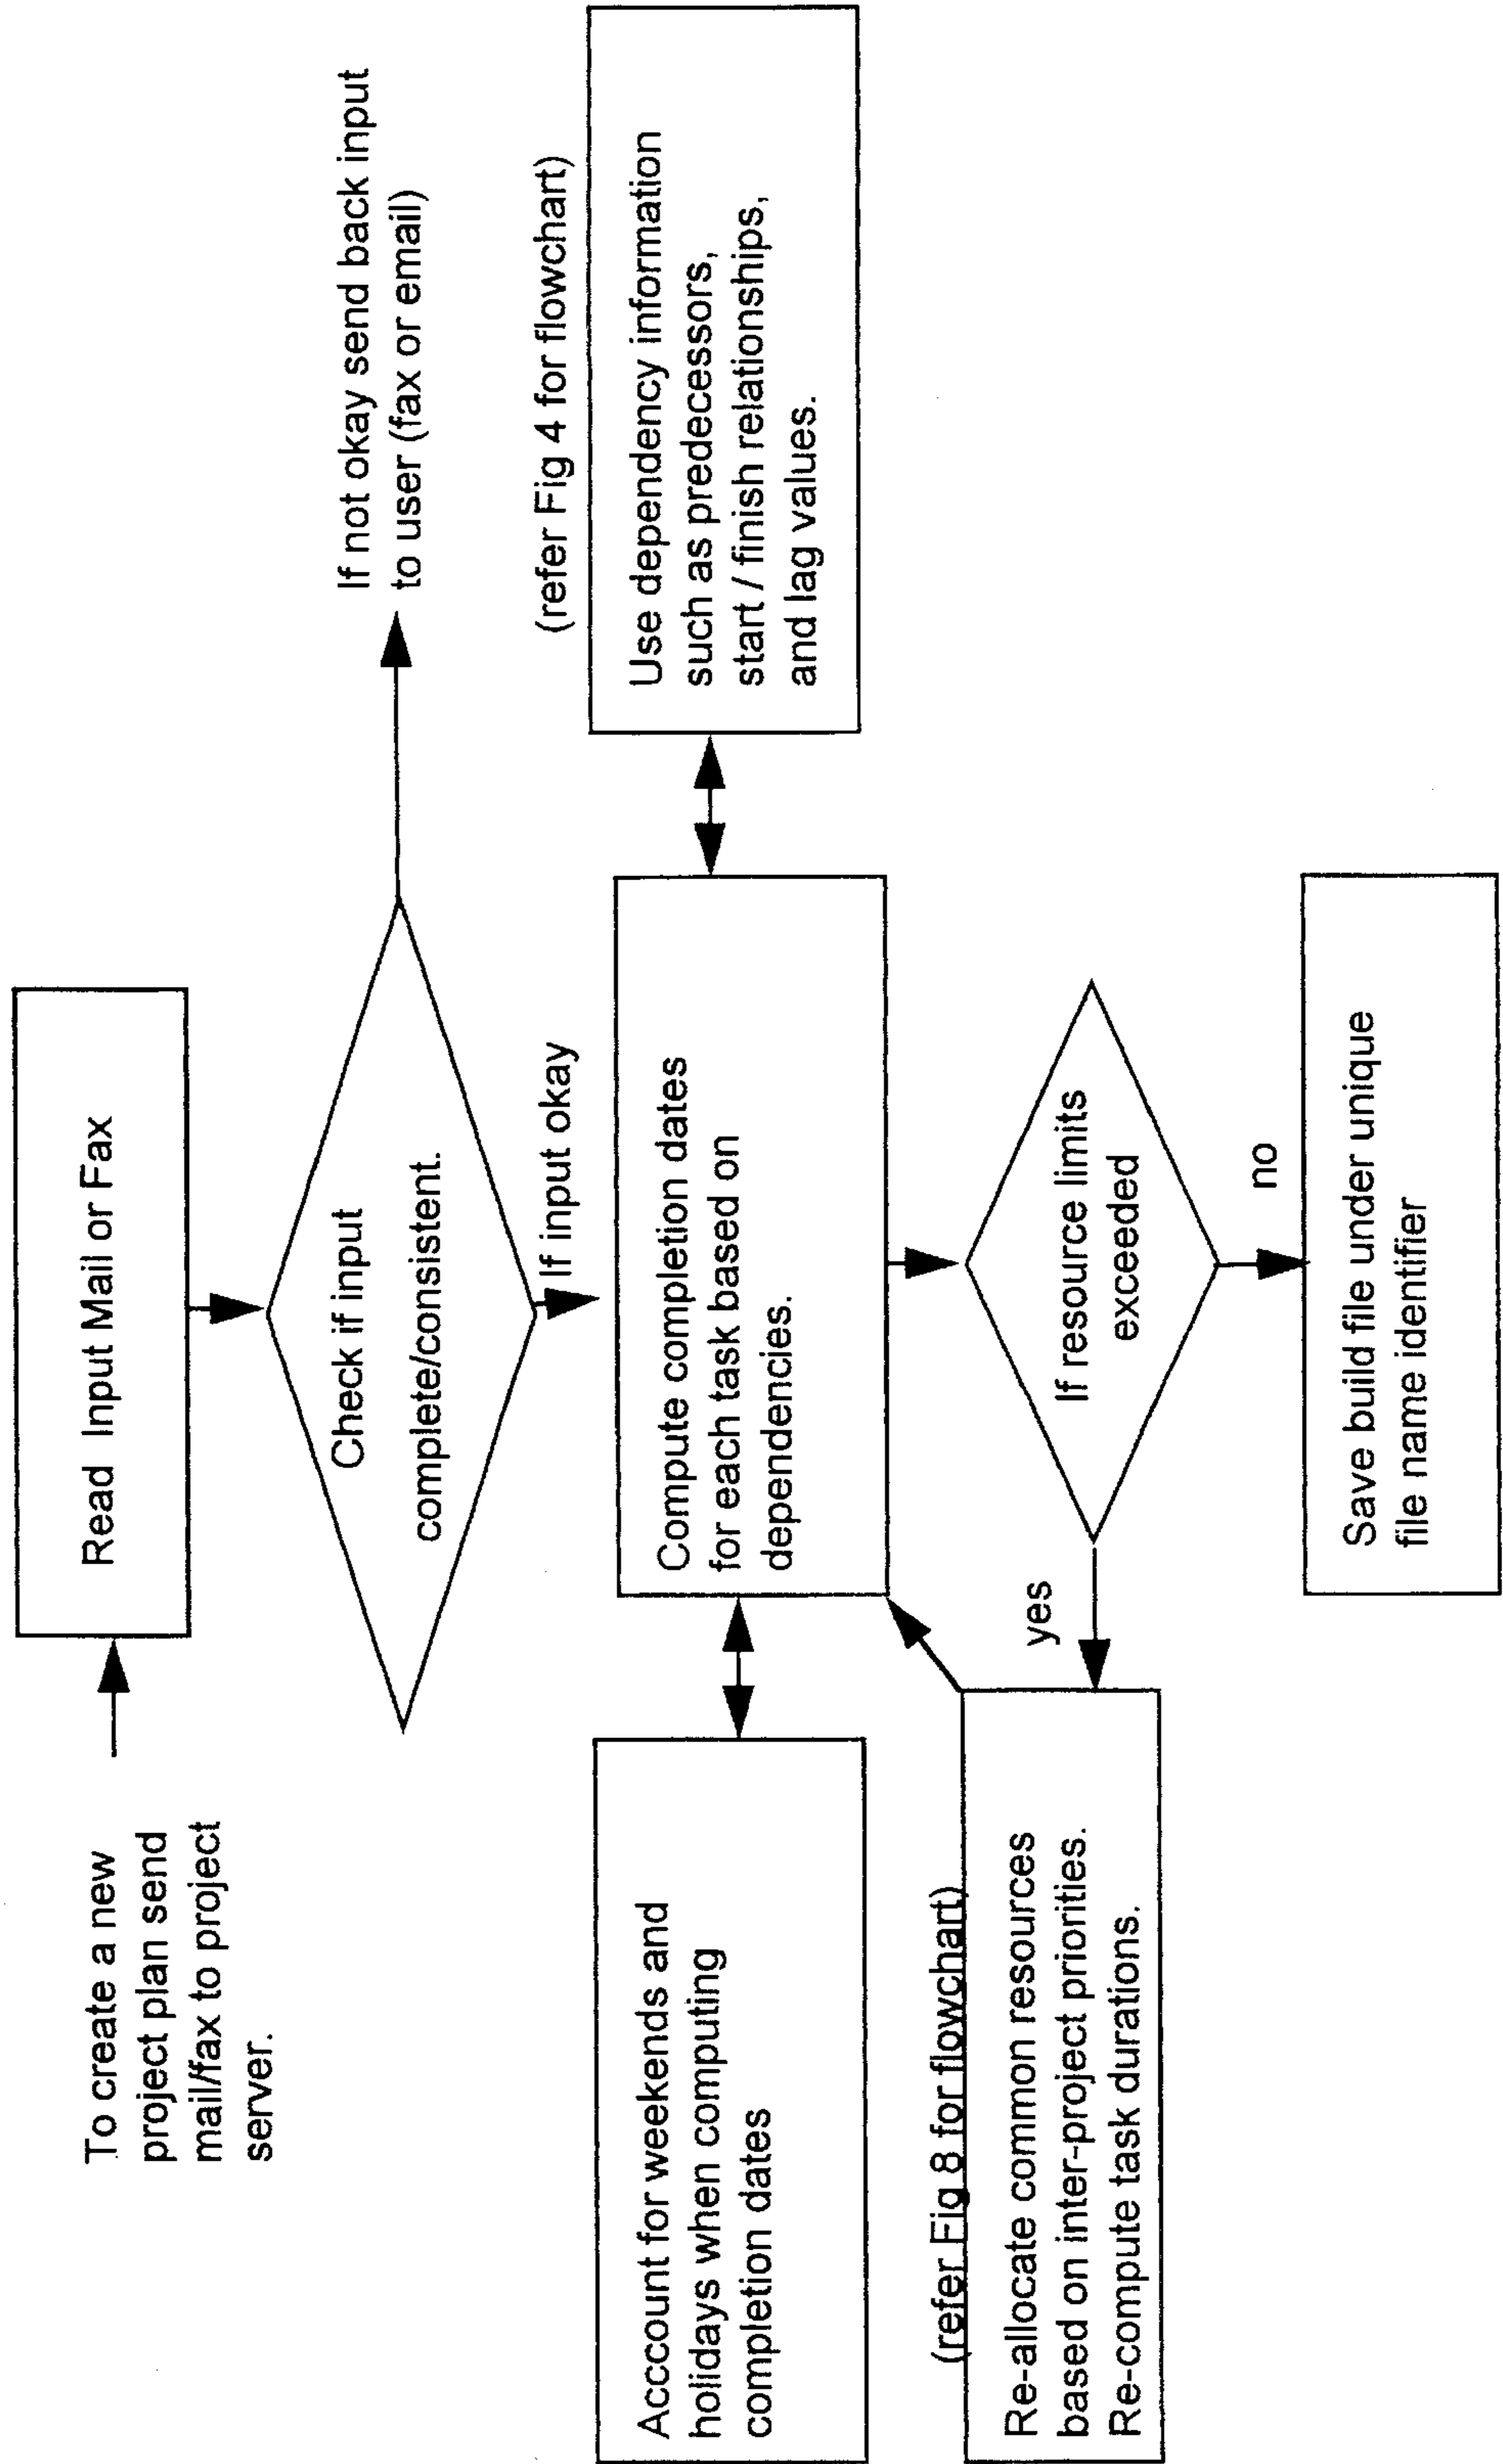 To create a new
project plan send
mail/fax to project
server.
Read Input Mail or Fax
Check if input
complete/consistent.
If not okay send back input
to user (fax or email)
If input okay
(refer Fig 4 for flowchart)
Account for weekends and
holidays when computing
completion dates
Compute completion dates
for each task based on
dependencies.
Use dependency information
such as predecessors,
start / finish relationships,
and lag values.
(refer Fig 8 for flowchart)
Re-allocate common resources
based on inter-project priorities.
Re-compute task durations.
yes
If resource limits
exceeded
no
Save build file under unique
file name identifier